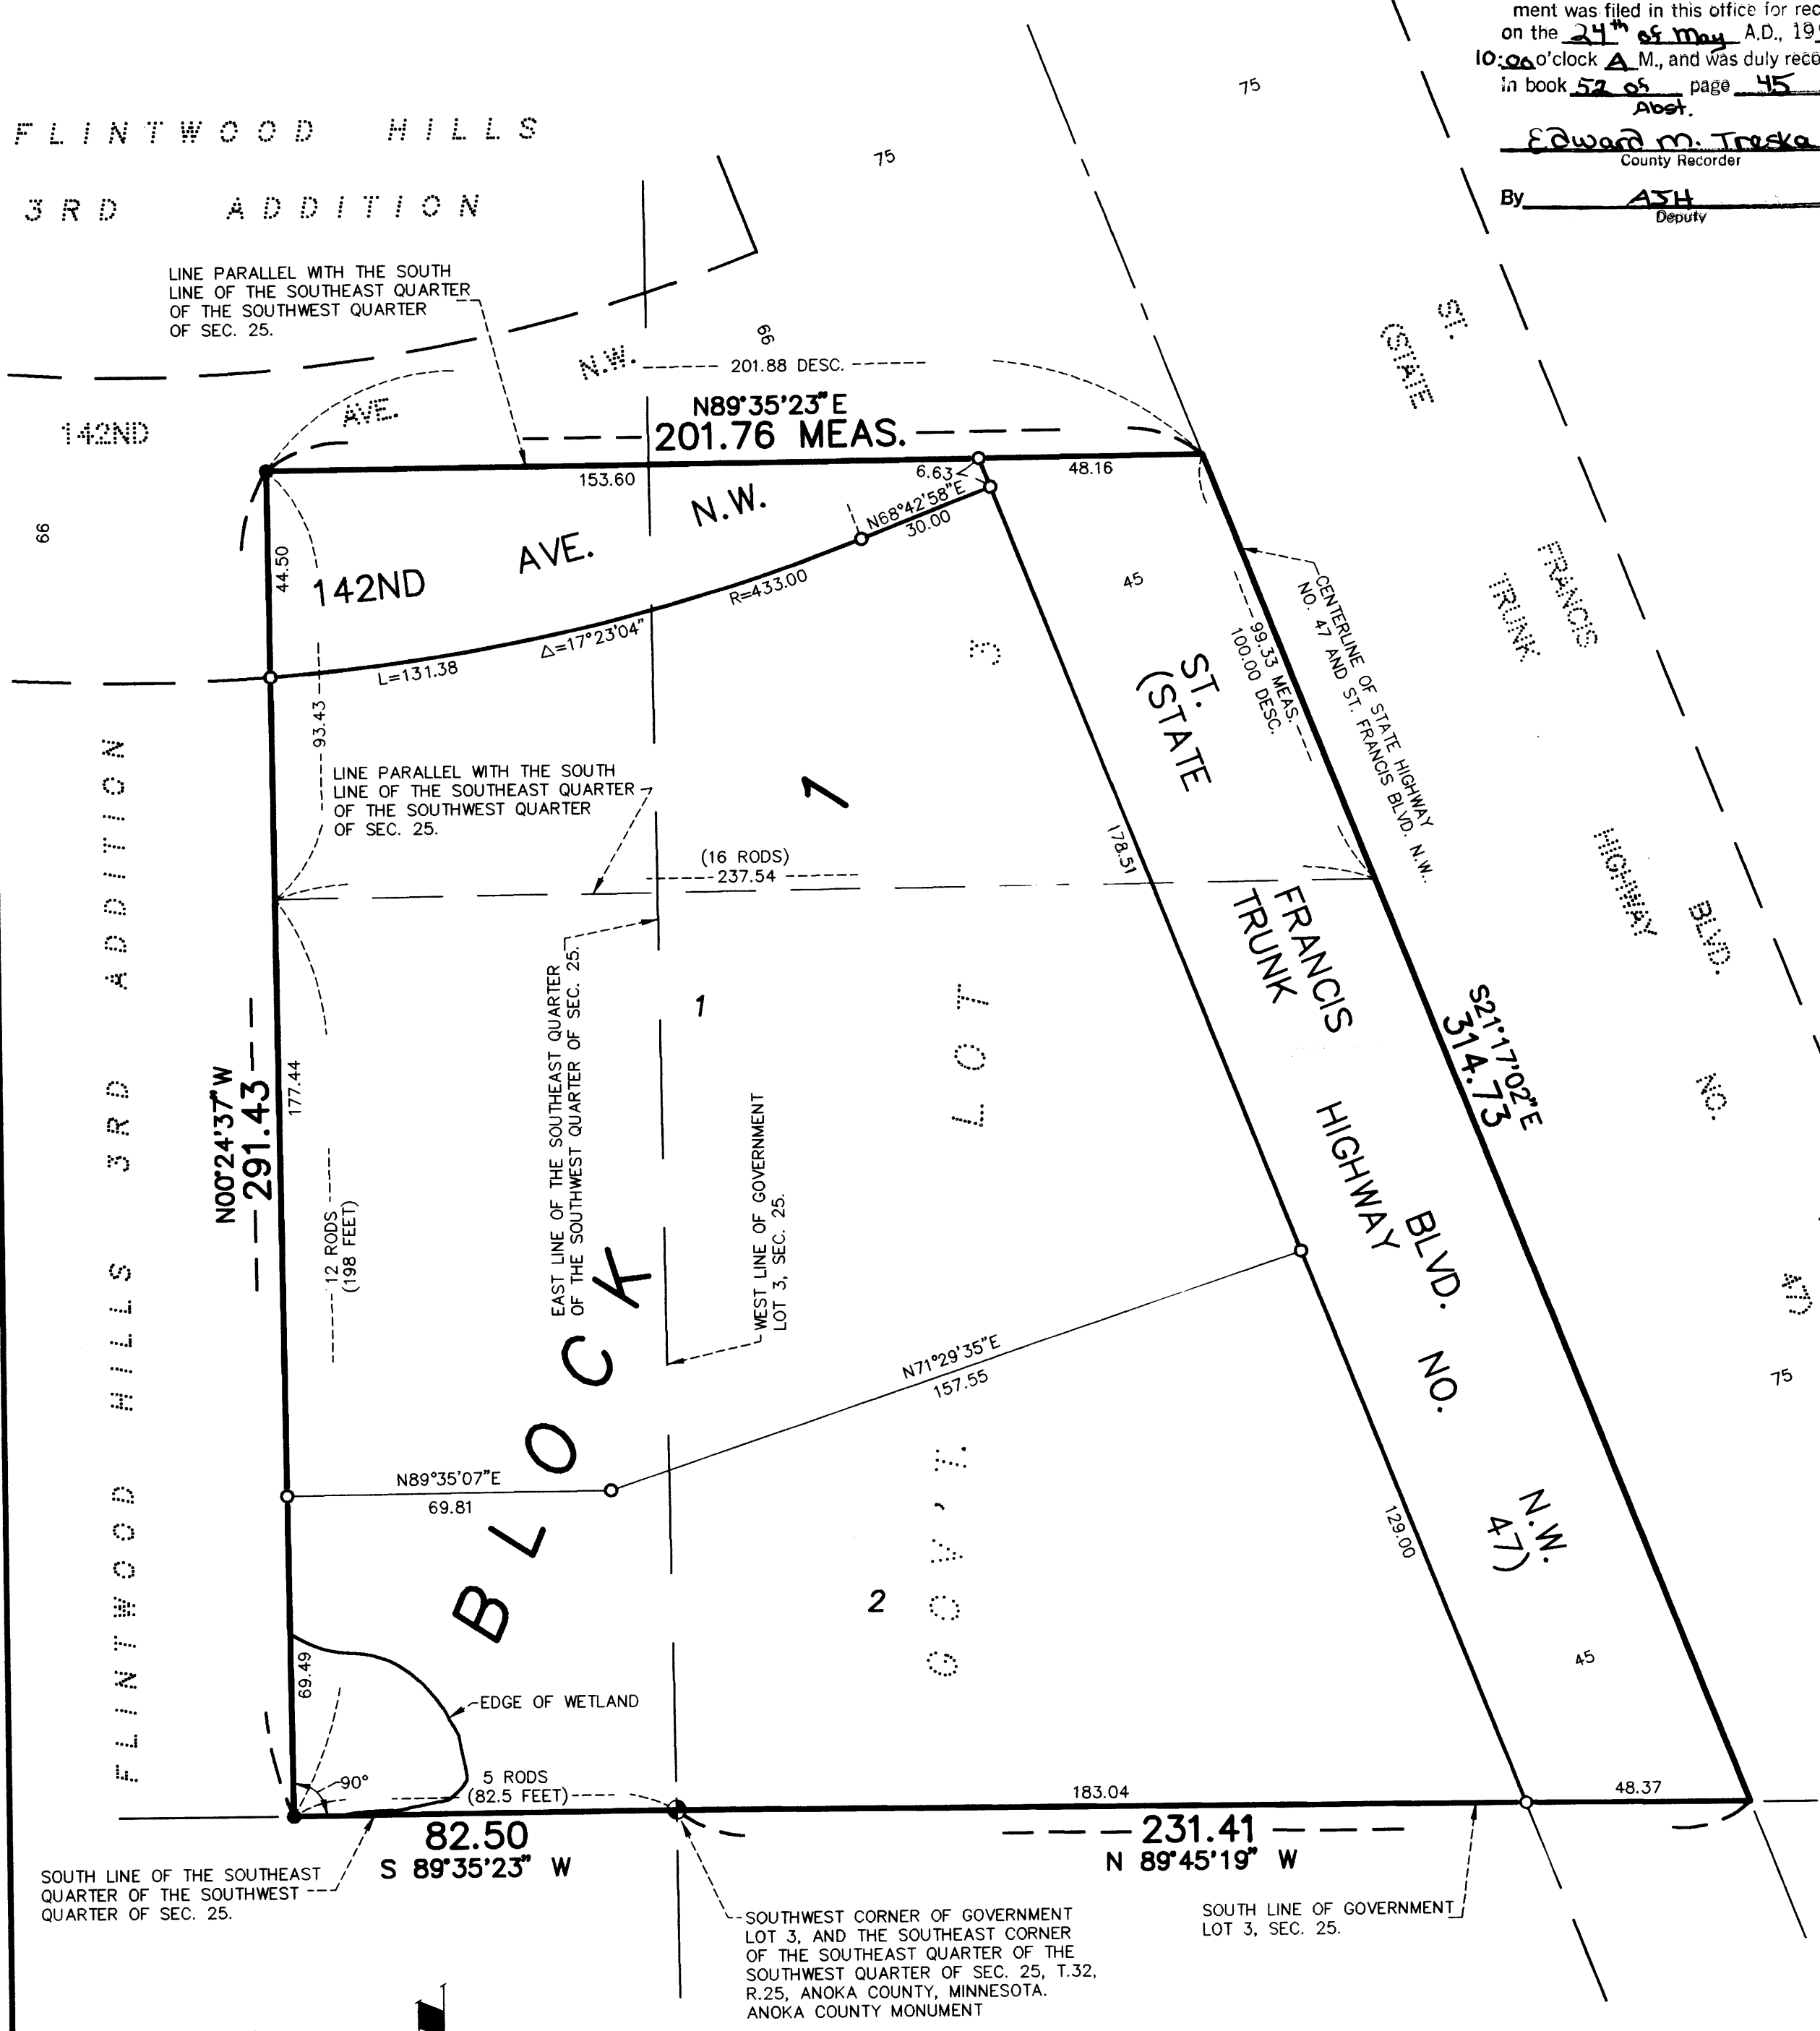 ment was filed in this office for rec
on the 24th of May A.D., 19
10:00 o'clock A M., and was duly reco
in book 52 of page 45
Abst.
Edward M. Treska
County Recorder
By ASH
Deputy
FLINTWOOD HILLS
3RD ADDITION
75
75
LINE PARALLEL WITH THE SOUTH
LINE OF THE SOUTHEAST QUARTER
OF THE SOUTHWEST QUARTER
OF SEC. 25.
66
142ND AVE. N.W.
201.88 DESC.
N89°35'23"E
201.76 MEAS.
153.60
6.63
48.16
N68°42'58"E
30.00
66
44.50
142ND AVE. N.W.
R=433.00
Δ=17°23'04"
L=131.38
93.43
45
3
99.33 MEAS.
100.00 DESC.
CENTERLINE OF STATE HIGHWAY
NO. 47 AND ST. FRANCIS BLVD. N.W.
ST. FRANCIS BLVD. NO.
(STATE TRUNK HIGHWAY 47)
ST. FRANCIS BLVD. N.W.
(STATE TRUNK HIGHWAY NO. 47)
LINE PARALLEL WITH THE SOUTH
LINE OF THE SOUTHEAST QUARTER
OF THE SOUTHWEST QUARTER
OF SEC. 25.
1
178.51
(16 RODS)
237.54
FLINTWOOD HILLS 3RD ADDITION
EAST LINE OF THE SOUTHEAST QUARTER
OF THE SOUTHWEST QUARTER OF SEC. 25.
1
GOV'T. LOT
N00°24'37"W
291.43
177.44
12 RODS
(198 FEET)
WEST LINE OF GOVERNMENT
LOT 3, SEC. 25.
S21°17'02"E
314.73
BLOCK
N71°29'35"E
157.55
75
N89°35'07"E
69.81
129.00
2
45
69.49
EDGE OF WETLAND
90°
5 RODS
(82.5 FEET)
183.04
48.37
82.50
S 89°35'23" W
231.41
N 89°45'19" W
SOUTH LINE OF THE SOUTHEAST
QUARTER OF THE SOUTHWEST
QUARTER OF SEC. 25.
SOUTHWEST CORNER OF GOVERNMENT
LOT 3, AND THE SOUTHEAST CORNER
OF THE SOUTHEAST QUARTER OF THE
SOUTHWEST QUARTER OF SEC. 25, T.32,
R.25, ANOKA COUNTY, MINNESOTA.
ANOKA COUNTY MONUMENT
SOUTH LINE OF GOVERNMENT
LOT 3, SEC. 25.